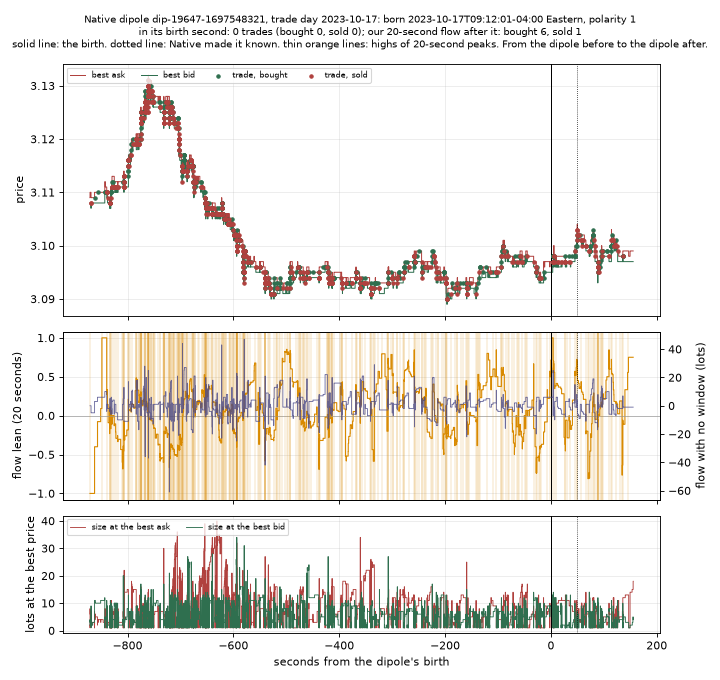 Native dipole dip-19647-1697548321, trade day 2023-10-17: born 2023-10-17T09:12:01-04:00 Eastern, polarity 1
in its birth second: 0 trades (bought 0, sold 0); our 20-second flow after it: bought 6, sold 1
solid line: the birth. dotted line: Native made it known. thin orange lines: highs of 20-second peaks. From the dipole before to the dipole after.
best ask best bid trade, bought trade, sold
3.13
3.12
3.11
3.10
3.09
price
1.0
0.5
0.0
−0.5
−1.0
flow lean (20 seconds)
40
20
0
−20
−40
−60
flow with no window (lots)
size at the best ask size at the best bid
40
30
20
10
0
lots at the best price
−800 −600 −400 −200 0 200
seconds from the dipole's birth